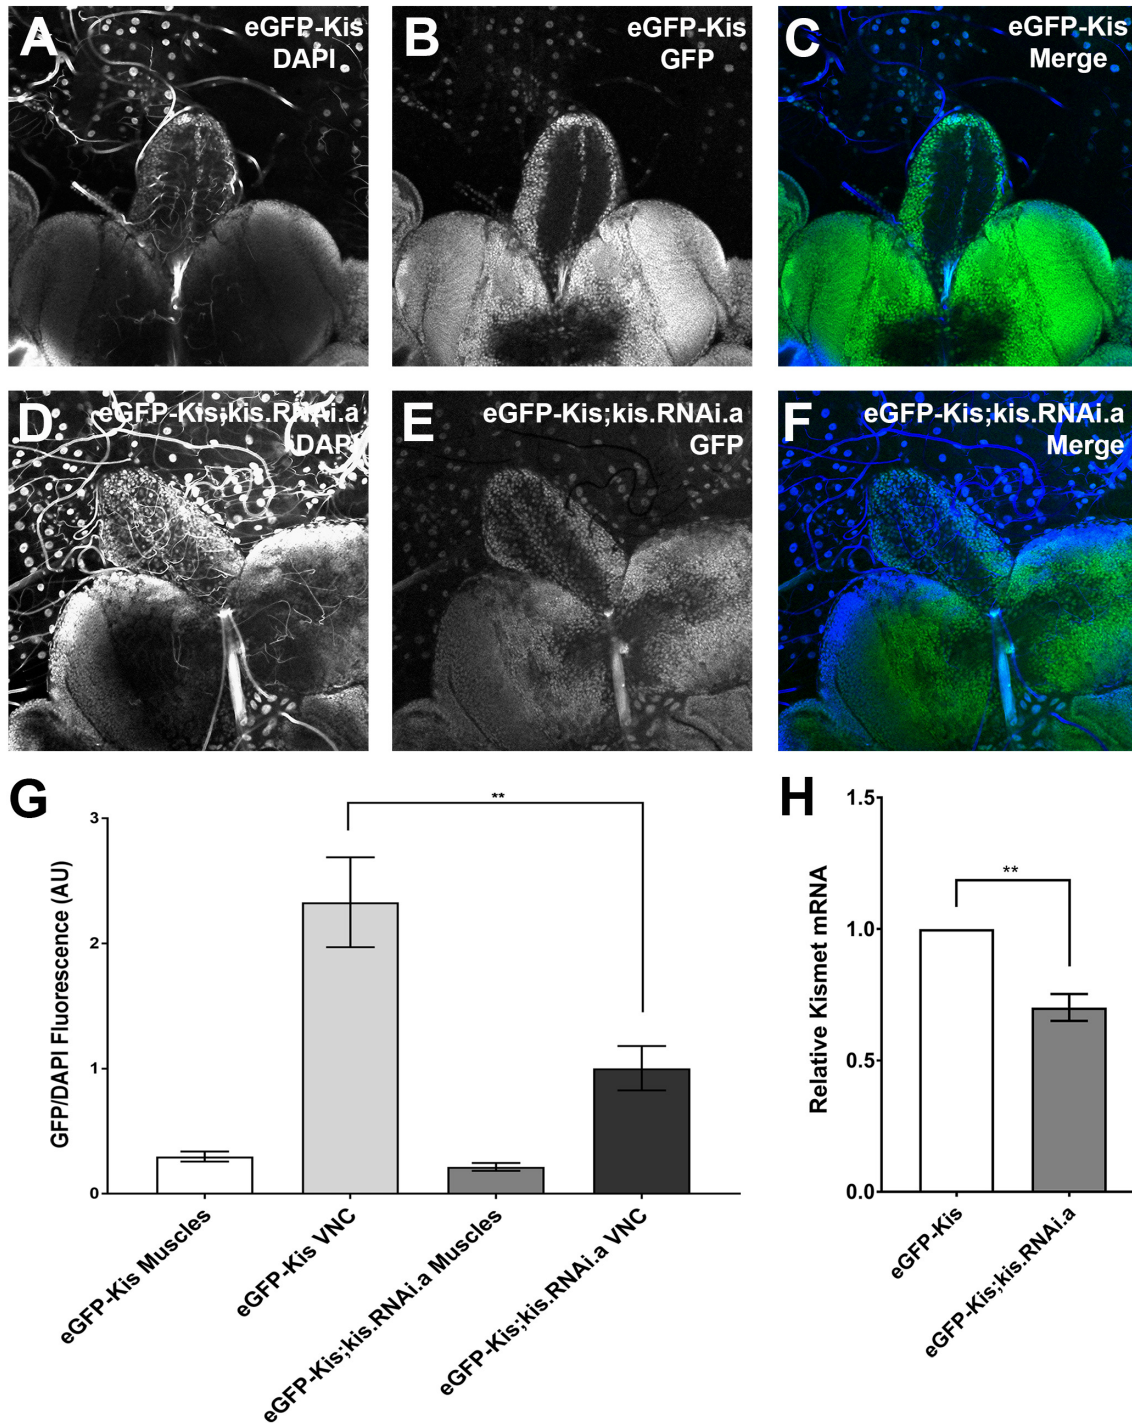 A
eGFP-Kis
DAPI
B
eGFP-Kis
GFP
C
eGFP-Kis
Merge
D
eGFP-Kis;kis.RNAi.a
DAPI
E
eGFP-Kis;kis.RNAi.a
GFP
F
eGFP-Kis;kis.RNAi.a
Merge
G
GFP/DAPI Fluorescence (AU)
3
2
1
0
**
eGFP-Kis Muscles
eGFP-Kis VNC
eGFP-Kis;kis.RNAi.a Muscles
eGFP-Kis;kis.RNAi.a VNC
H
Relative Kismet mRNA
1.5
1.0
0.5
0.0
**
eGFP-Kis
eGFP-Kis;kis.RNAi.a